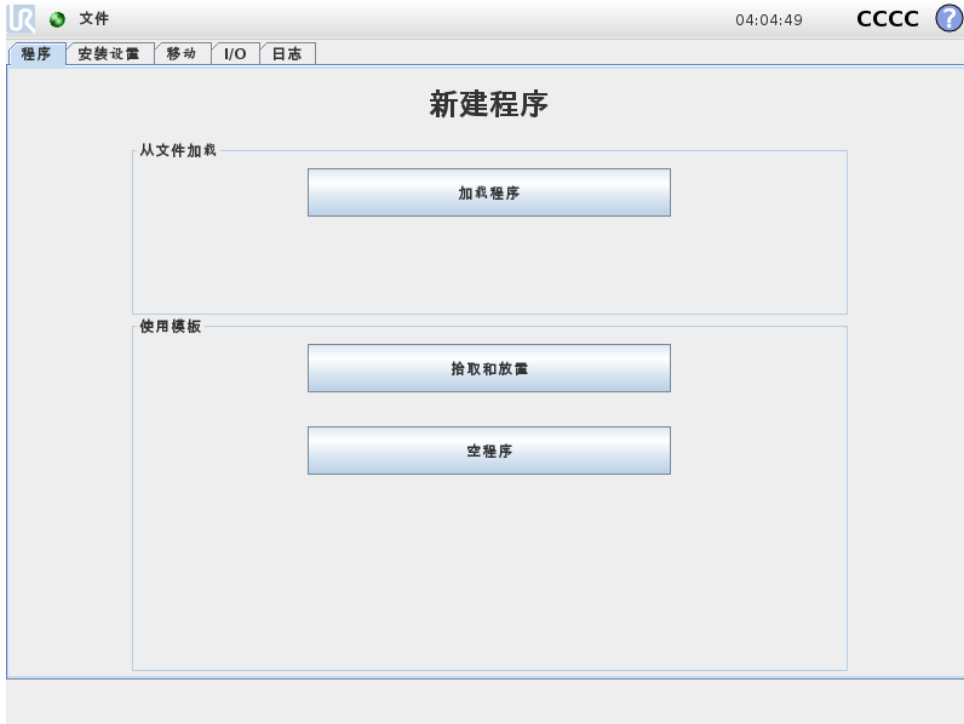 UR 文件 04:04:49 CCCC ?
程序 安装设置 移动 I/O 日志
新建程序
从文件加载
加载程序
使用模板
拾取和放置
空程序